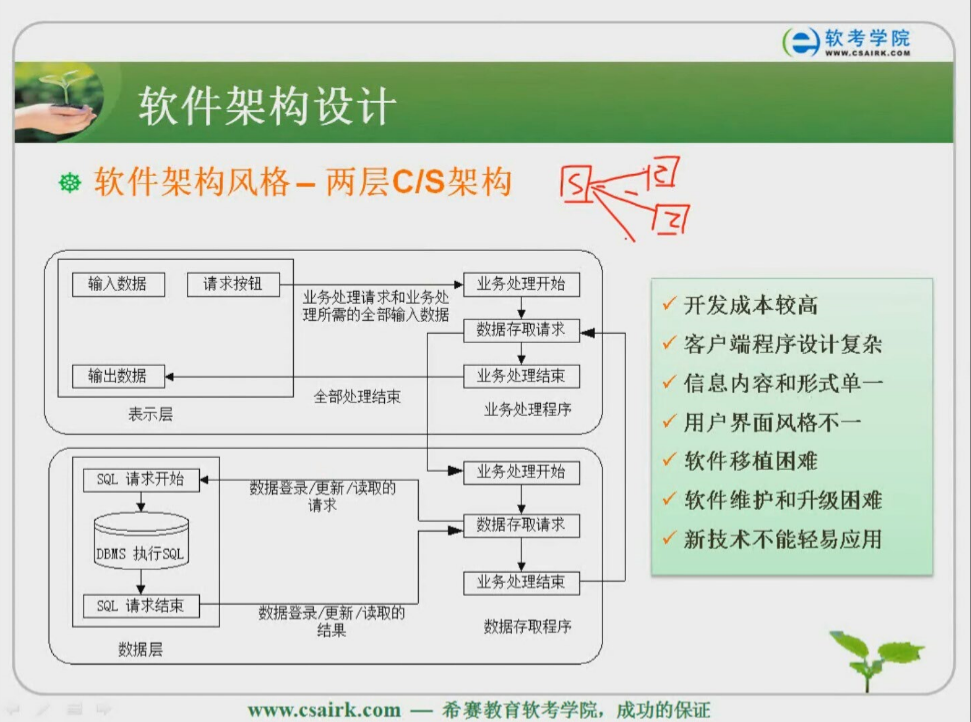 软考学院
WWW.CSAIRK.COM
软件架构设计
软件架构风格 – 两层C/S架构
S
2
2
输入数据
请求按钮
业务处理请求和业务处
理所需的全部输入数据
业务处理开始
数据存取请求
业务处理结束
输出数据
全部处理结束
表示层
业务处理程序
SQL 请求开始
数据登录/更新/读取的
请求
业务处理开始
数据存取请求
DBMS 执行SQL
业务处理结束
SQL 请求结束
数据登录/更新/读取的
结果
数据存取程序
数据层
✓ 开发成本较高
✓ 客户端程序设计复杂
✓ 信息内容和形式单一
✓ 用户界面风格不一
✓ 软件移植困难
✓ 软件维护和升级困难
✓ 新技术不能轻易应用
www.csairk.com — 希赛教育软考学院，成功的保证